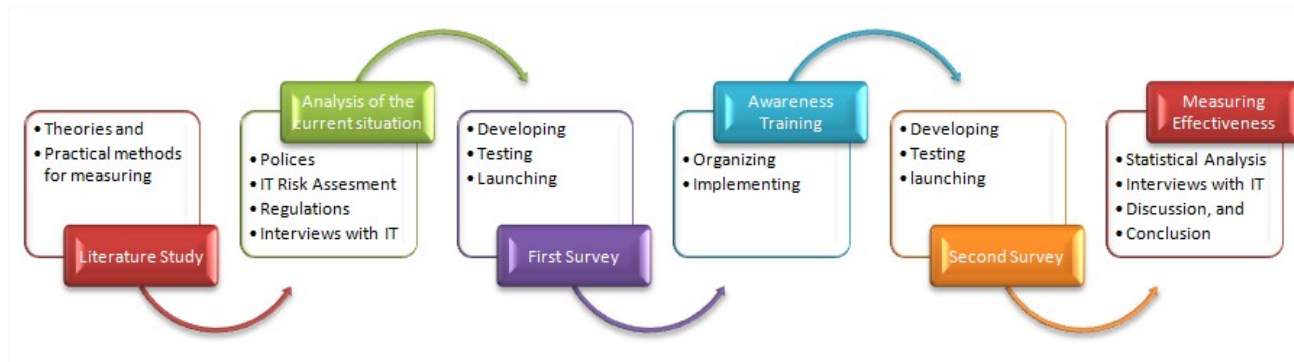 • Theories and
• Practical methods
for measuring
Literature Study
Analysis of the
current situation
• Polices
• IT Risk Assesment
• Regulations
• Interviews with IT
• Developing
• Testing
• Launching
First Survey
Awareness
Training
• Organizing
• Implementing
• Developing
• Testing
• launching
Second Survey
Measuring
Effectiveness
• Statistical Analysis
• Interviews with IT
• Discussion, and
• Conclusion